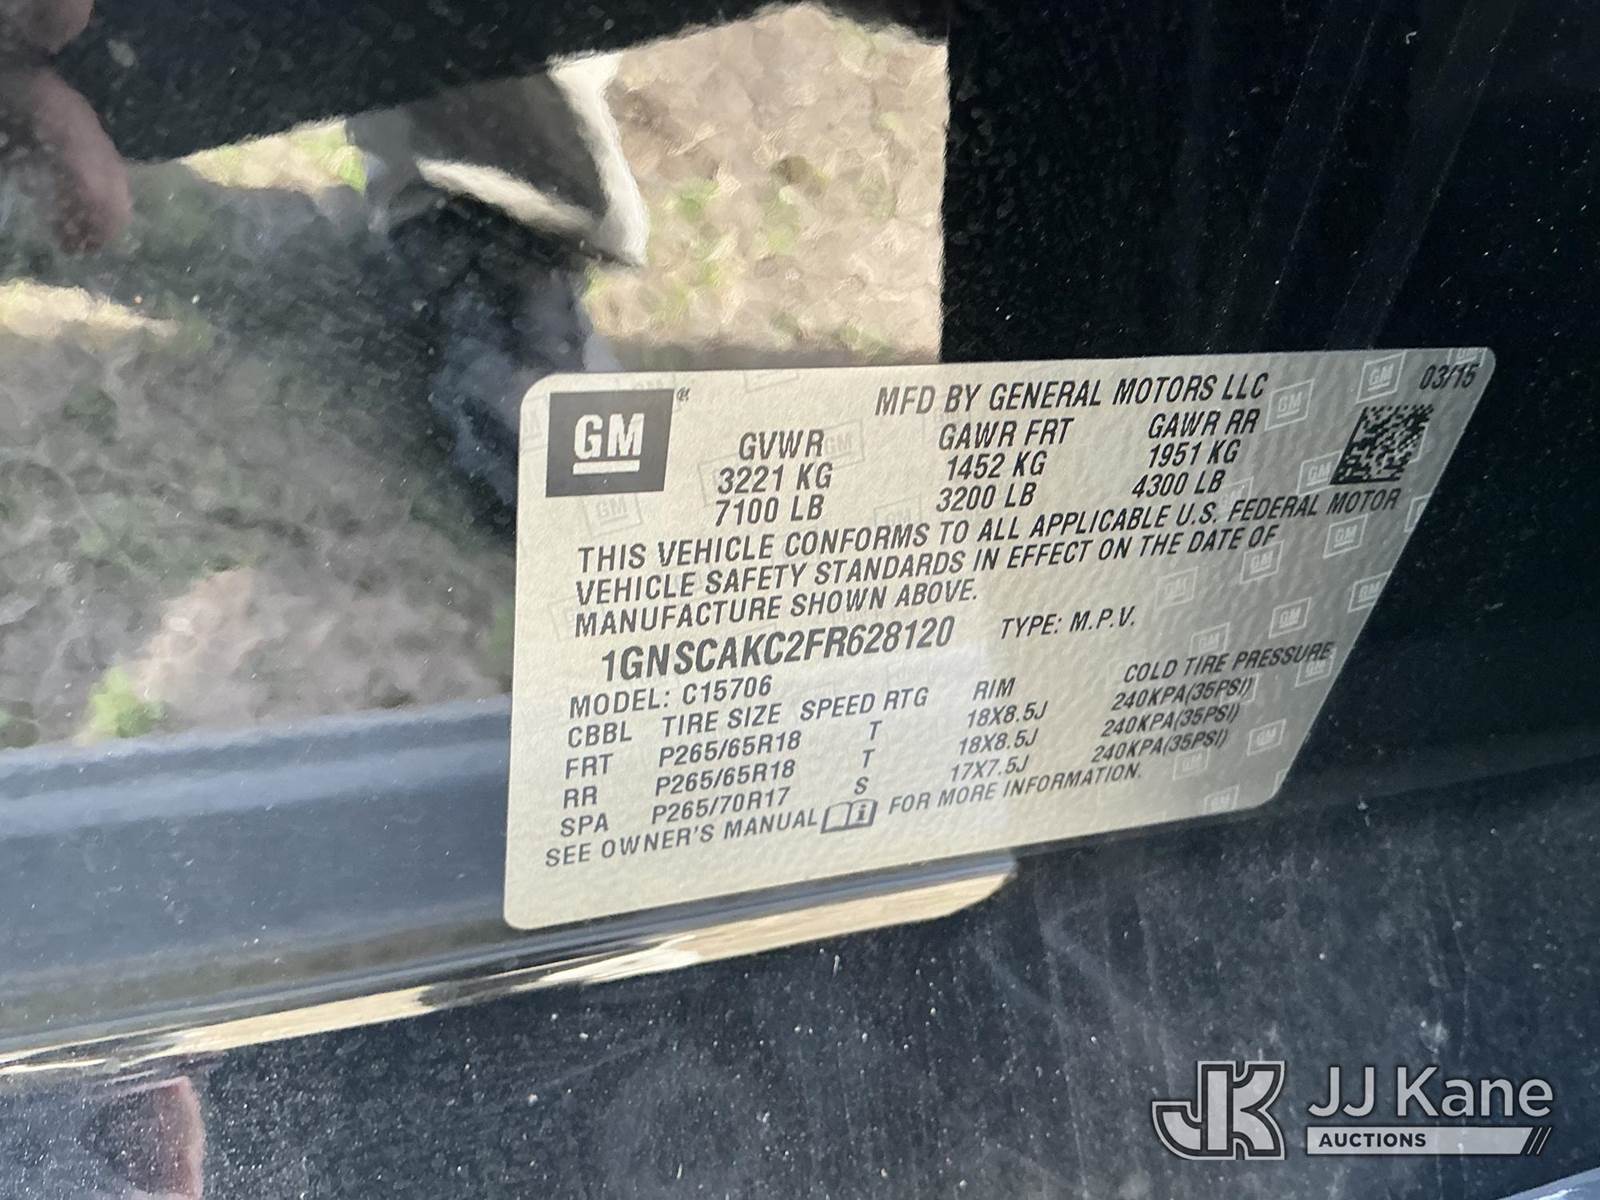 GM
MFD BY GENERAL MOTORS LLC 03/15
GVWR GAWR FRT GAWR RR
3221 KG 1452 KG 1951 KG
7100 LB 3200 LB 4300 LB
THIS VEHICLE CONFORMS TO ALL APPLICABLE U.S. FEDERAL MOTOR
VEHICLE SAFETY STANDARDS IN EFFECT ON THE DATE OF
MANUFACTURE SHOWN ABOVE.
1GNSCAKC2FR628120 TYPE: M.P.V.
MODEL: C15706
CBBL TIRE SIZE SPEED RTG RIM COLD TIRE PRESSURE
FRT P265/65R18 T 18X8.5J 240KPA(35PSI)
RR P265/65R18 T 18X8.5J 240KPA(35PSI)
SPA P265/70R17 S 17X7.5J 240KPA(35PSI)
SEE OWNER'S MANUAL FOR MORE INFORMATION.
JK JJ Kane
AUCTIONS